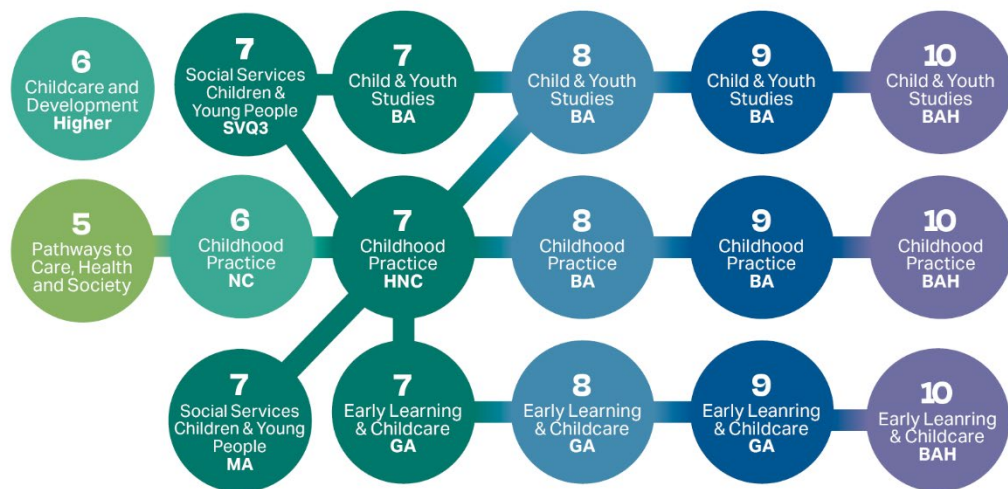 6
Childcare and
Development
Higher
7
Social Services
Children &
Young People
SVQ3
7
Child & Youth
Studies
BA
8
Child & Youth
Studies
BA
9
Child & Youth
Studies
BA
10
Child & Youth
Studies
BAH
5
Pathways to
Care, Health
and Society
6
Childhood
Practice
NC
7
Childhood
Practice
HNC
8
Childhood
Practice
BA
9
Childhood
Practice
BA
10
Childhood
Practice
BAH
7
Social Services
Children & Young
People
MA
7
Early Learning
& Childcare
GA
8
Early Learning
& Childcare
GA
9
Early Leanring
& Childcare
GA
10
Early Leanring
& Childcare
BAH